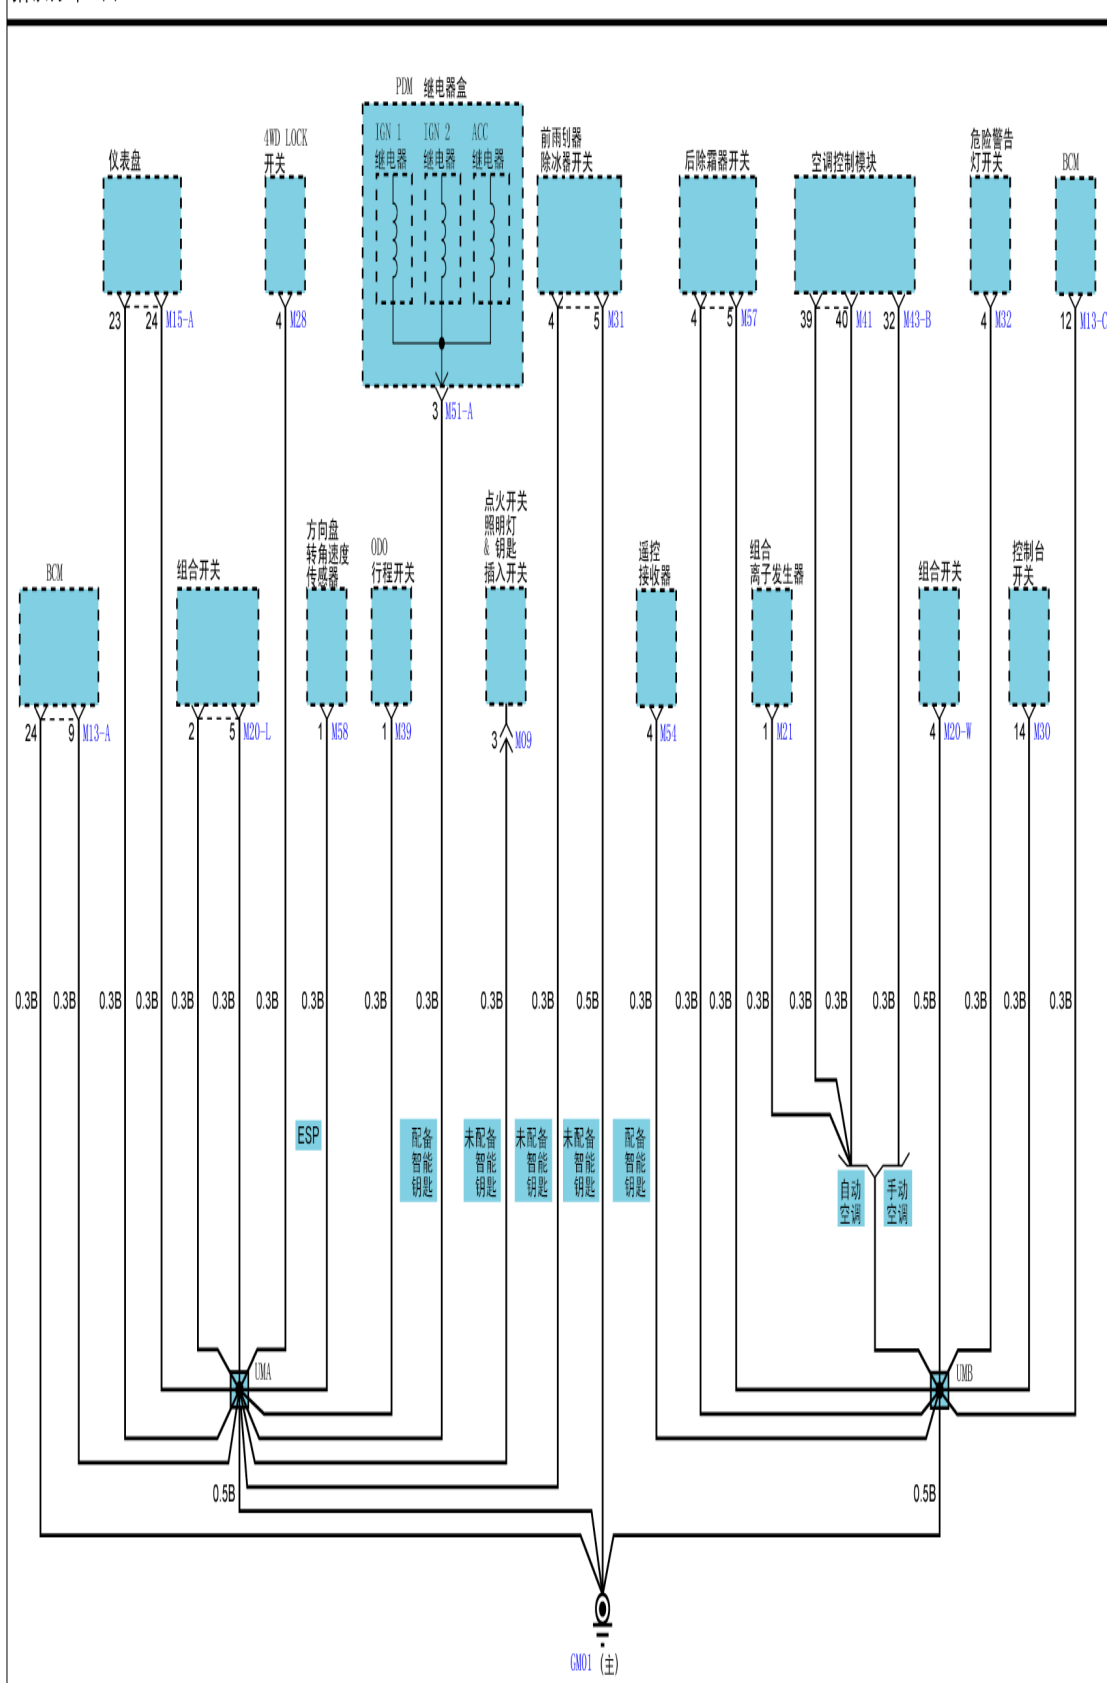 PDM 继电器盒
仪表盘
4WD LOCK
开关
IGN 1
继电器
IGN 2
继电器
ACC
继电器
前雨刮器
除冰器开关
后除霜器开关
空调控制模块
危险警告
灯开关
BCM
23
24
M15-A
4
M28
3
M51-A
4
5
M31
4
5
M57
39
40
M41
32
M43-B
4
M32
12
M13-C
BCM
组合开关
方向盘
转角速度
传感器
ODO
行程开关
点火开关
照明灯
& 钥匙
插入开关
遥控
接收器
组合
离子发生器
组合开关
控制台
开关
24
9
M13-A
2
5
M20-L
1
M58
1
M39
3
M09
4
M54
1
M21
4
M20-W
14
M30
0.3B
0.3B
0.3B
0.3B
0.3B
0.3B
0.3B
0.3B
0.3B
0.3B
0.3B
0.3B
0.5B
0.3B
0.3B
0.3B
0.3B
0.3B
0.3B
0.3B
0.5B
0.3B
0.3B
0.3B
ESP
配备
智能
钥匙
未配备
智能
钥匙
未配备
智能
钥匙
未配备
智能
钥匙
配备
智能
钥匙
自动
空调
手动
空调
UMA
UMB
0.5B
0.5B
GM01 (主)